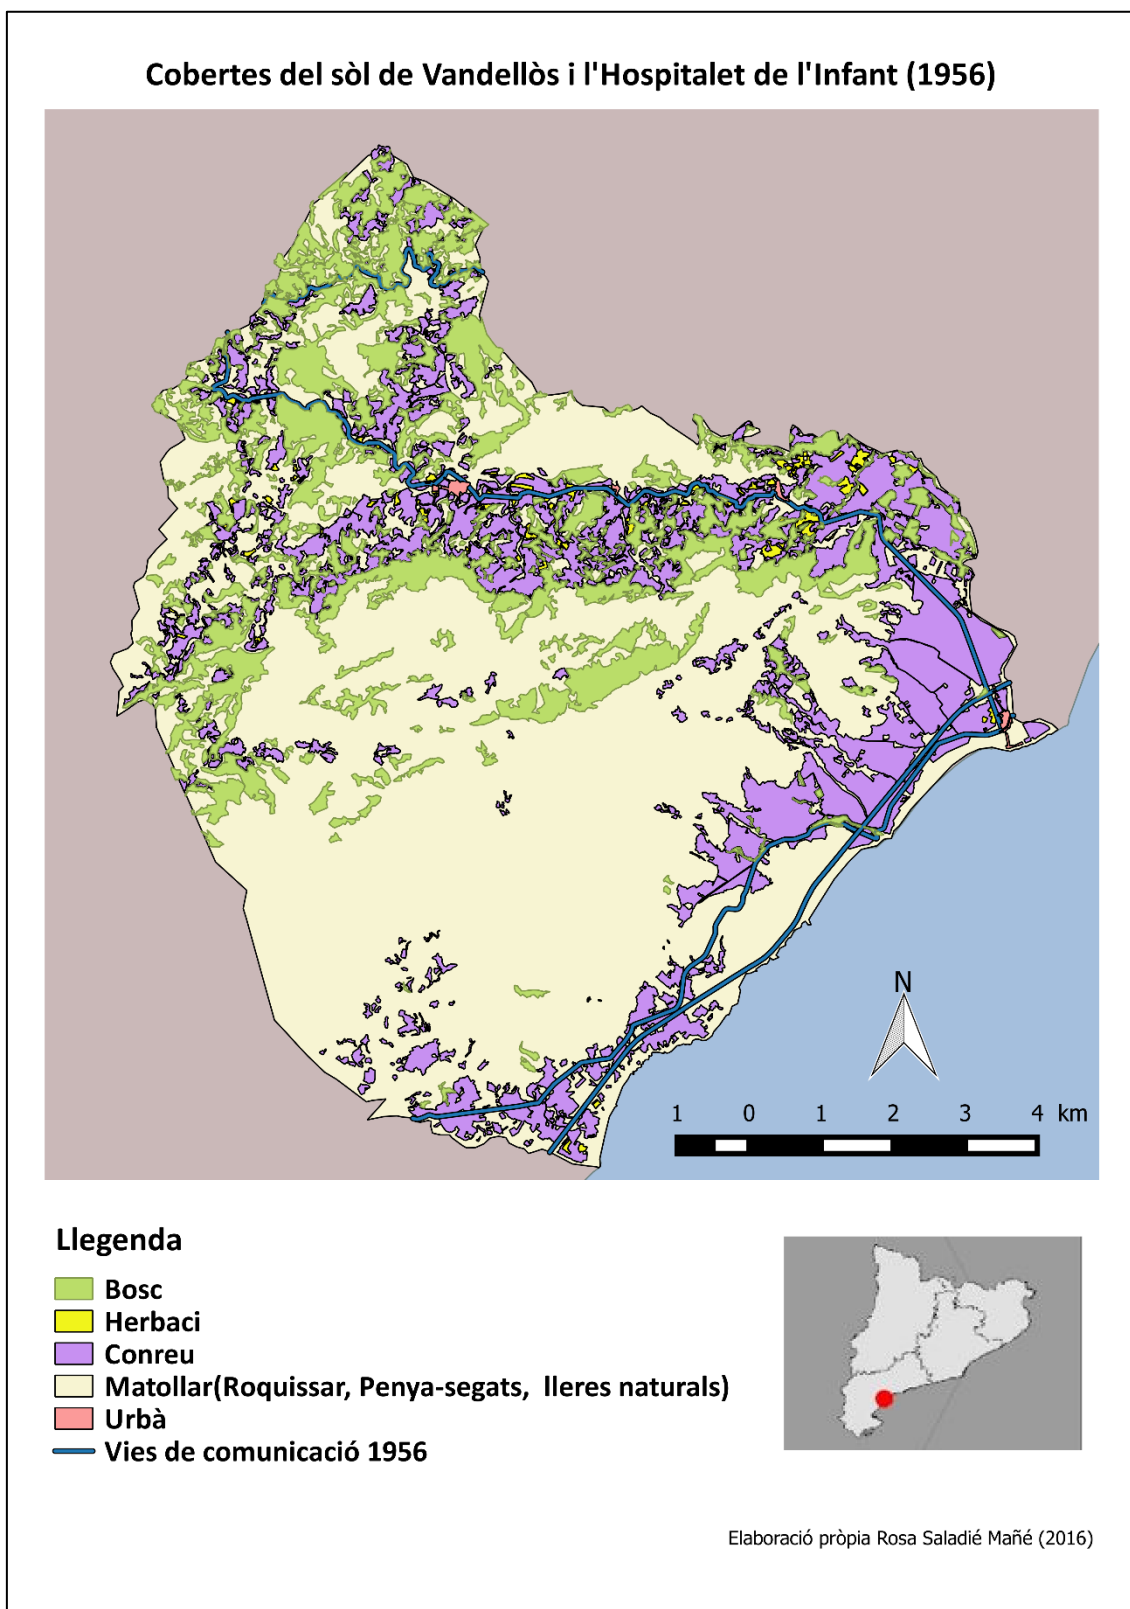 Cobertes del sòl de Vandellòs i l'Hospitalet de l'Infant (1956)
N
1 0 1 2 3 4 km
Llegenda
Bosc
Herbaci
Conreu
Matollar(Roquissar, Penya-segats, lleres naturals)
Urbà
Vies de comunicació 1956
Elaboració pròpia Rosa Saladié Mañé (2016)